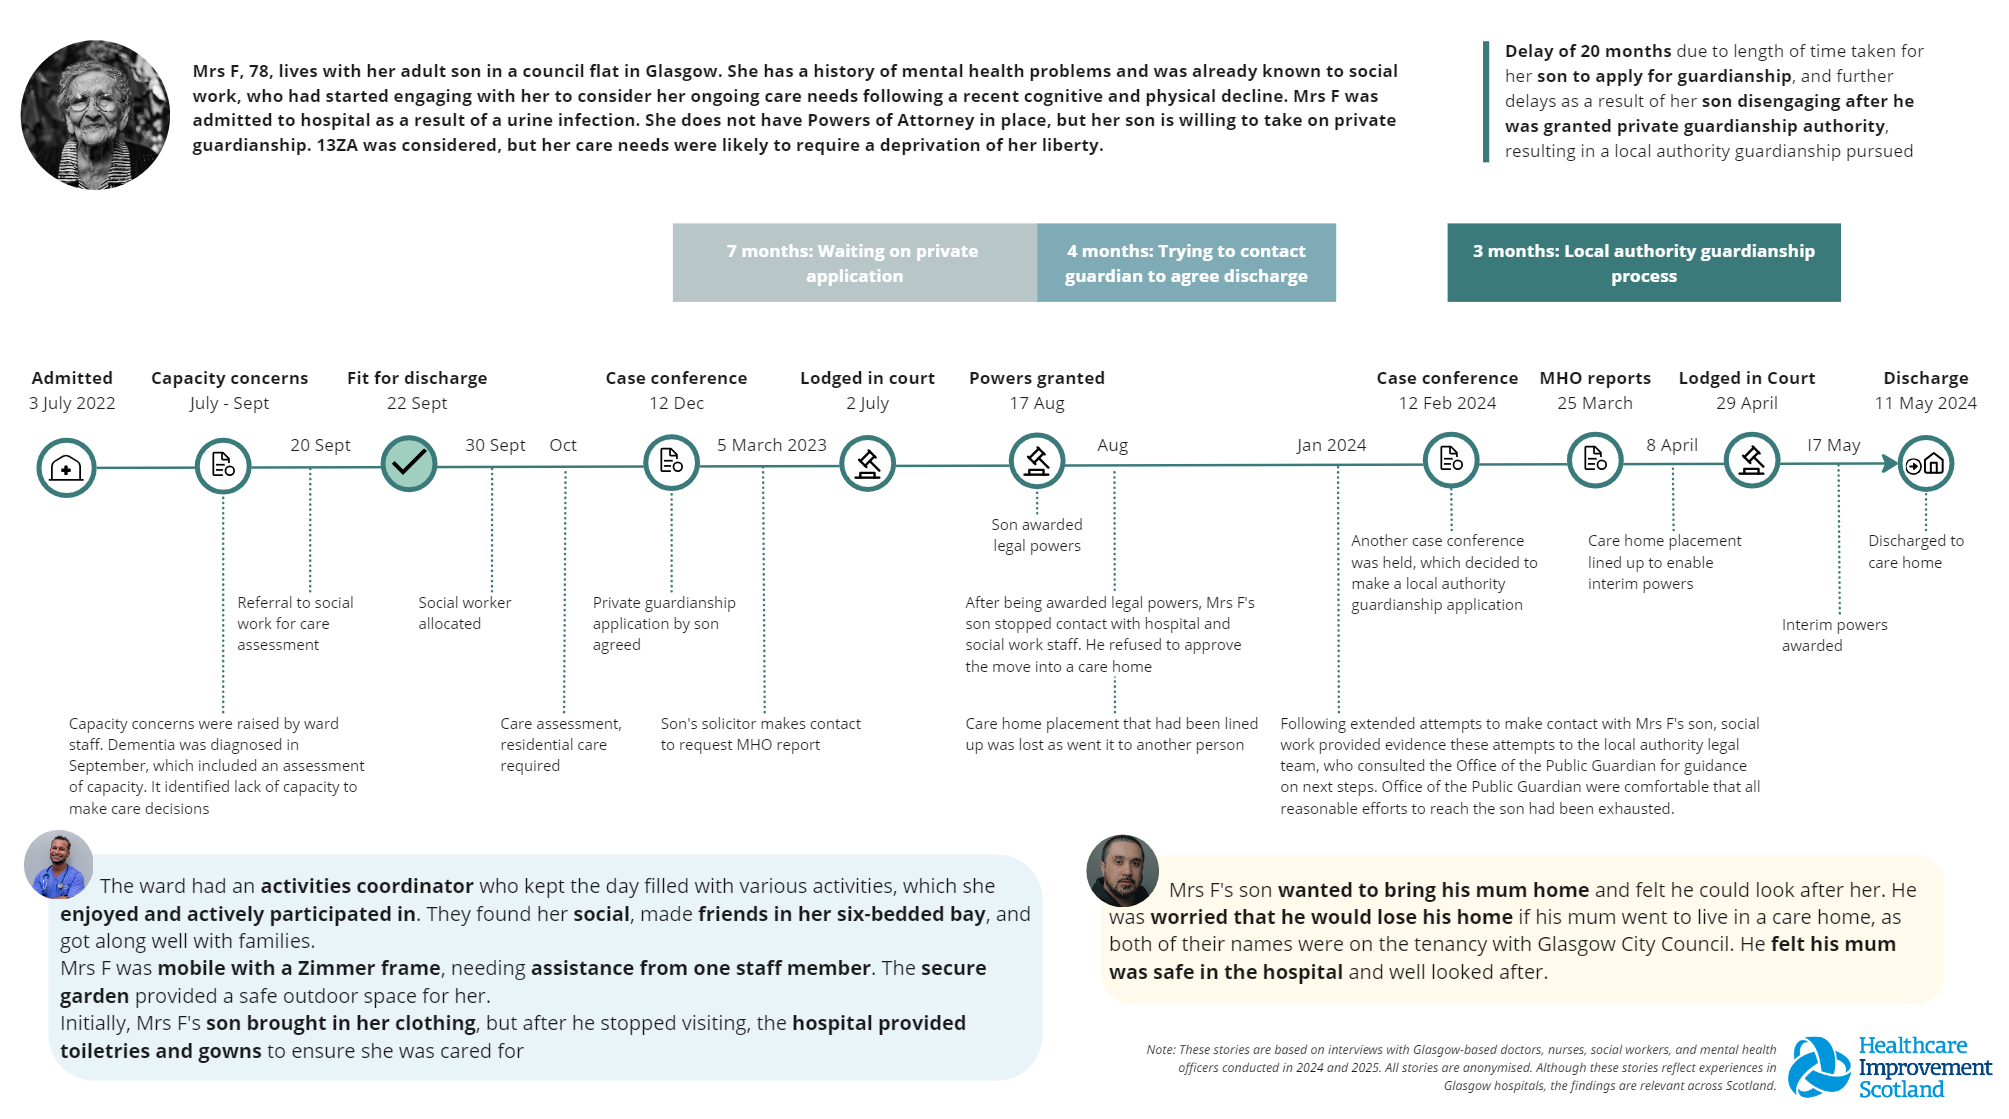 Mrs F, 78, lives with her adult son in a council flat in Glasgow. She has a history of mental health problems and was already known to social
work, who had started engaging with her to consider her ongoing care needs following a recent cognitive and physical decline. Mrs F was
admitted to hospital as a result of a urine infection. She does not have Powers of Attorney in place, but her son is willing to take on private
guardianship. 13ZA was considered, but her care needs were likely to require a deprivation of her liberty.
Delay of 20 months due to length of time taken for
her son to apply for guardianship, and further
delays as a result of her son disengaging after he
was granted private guardianship authority,
resulting in a local authority guardianship pursued
7 months: Waiting on private
application
4 months: Trying to contact
guardian to agree discharge
3 months: Local authority guardianship
process
Admitted
3 July 2022
Capacity concerns
July - Sept
Fit for discharge
22 Sept
Case conference
12 Dec
Lodged in court
2 July
Powers granted
17 Aug
Case conference
12 Feb 2024
MHO reports
25 March
Lodged in Court
29 April
Discharge
11 May 2024
20 Sept
30 Sept
Oct
5 March 2023
Aug
Jan 2024
8 April
17 May
Son awarded
legal powers
Another case conference
was held, which decided to
make a local authority
guardianship application
Care home placement
lined up to enable
interim powers
Discharged to
care home
Referral to social
work for care
assessment
Social worker
allocated
Private guardianship
application by son
agreed
After being awarded legal powers, Mrs F's
son stopped contact with hospital and
social work staff. He refused to approve
the move into a care home
Interim powers
awarded
Capacity concerns were raised by ward
staff. Dementia was diagnosed in
September, which included an assessment
of capacity. It identified lack of capacity to
make care decisions
Care assessment,
residential care
required
Son's solicitor makes contact
to request MHO report
Care home placement that had been lined
up was lost as went it to another person
Following extended attempts to make contact with Mrs F's son, social
work provided evidence these attempts to the local authority legal
team, who consulted the Office of the Public Guardian for guidance
on next steps. Office of the Public Guardian were comfortable that all
reasonable efforts to reach the son had been exhausted.
The ward had an activities coordinator who kept the day filled with various activities, which she
enjoyed and actively participated in. They found her social, made friends in her six-bedded bay, and
got along well with families.
Mrs F was mobile with a Zimmer frame, needing assistance from one staff member. The secure
garden provided a safe outdoor space for her.
Initially, Mrs F's son brought in her clothing, but after he stopped visiting, the hospital provided
toiletries and gowns to ensure she was cared for
Mrs F's son wanted to bring his mum home and felt he could look after her. He
was worried that he would lose his home if his mum went to live in a care home, as
both of their names were on the tenancy with Glasgow City Council. He felt his mum
was safe in the hospital and well looked after.
Note: These stories are based on interviews with Glasgow-based doctors, nurses, social workers, and mental health
officers conducted in 2024 and 2025. All stories are anonymised. Although these stories reflect experiences in
Glasgow hospitals, the findings are relevant across Scotland.
Healthcare
Improvement
Scotland